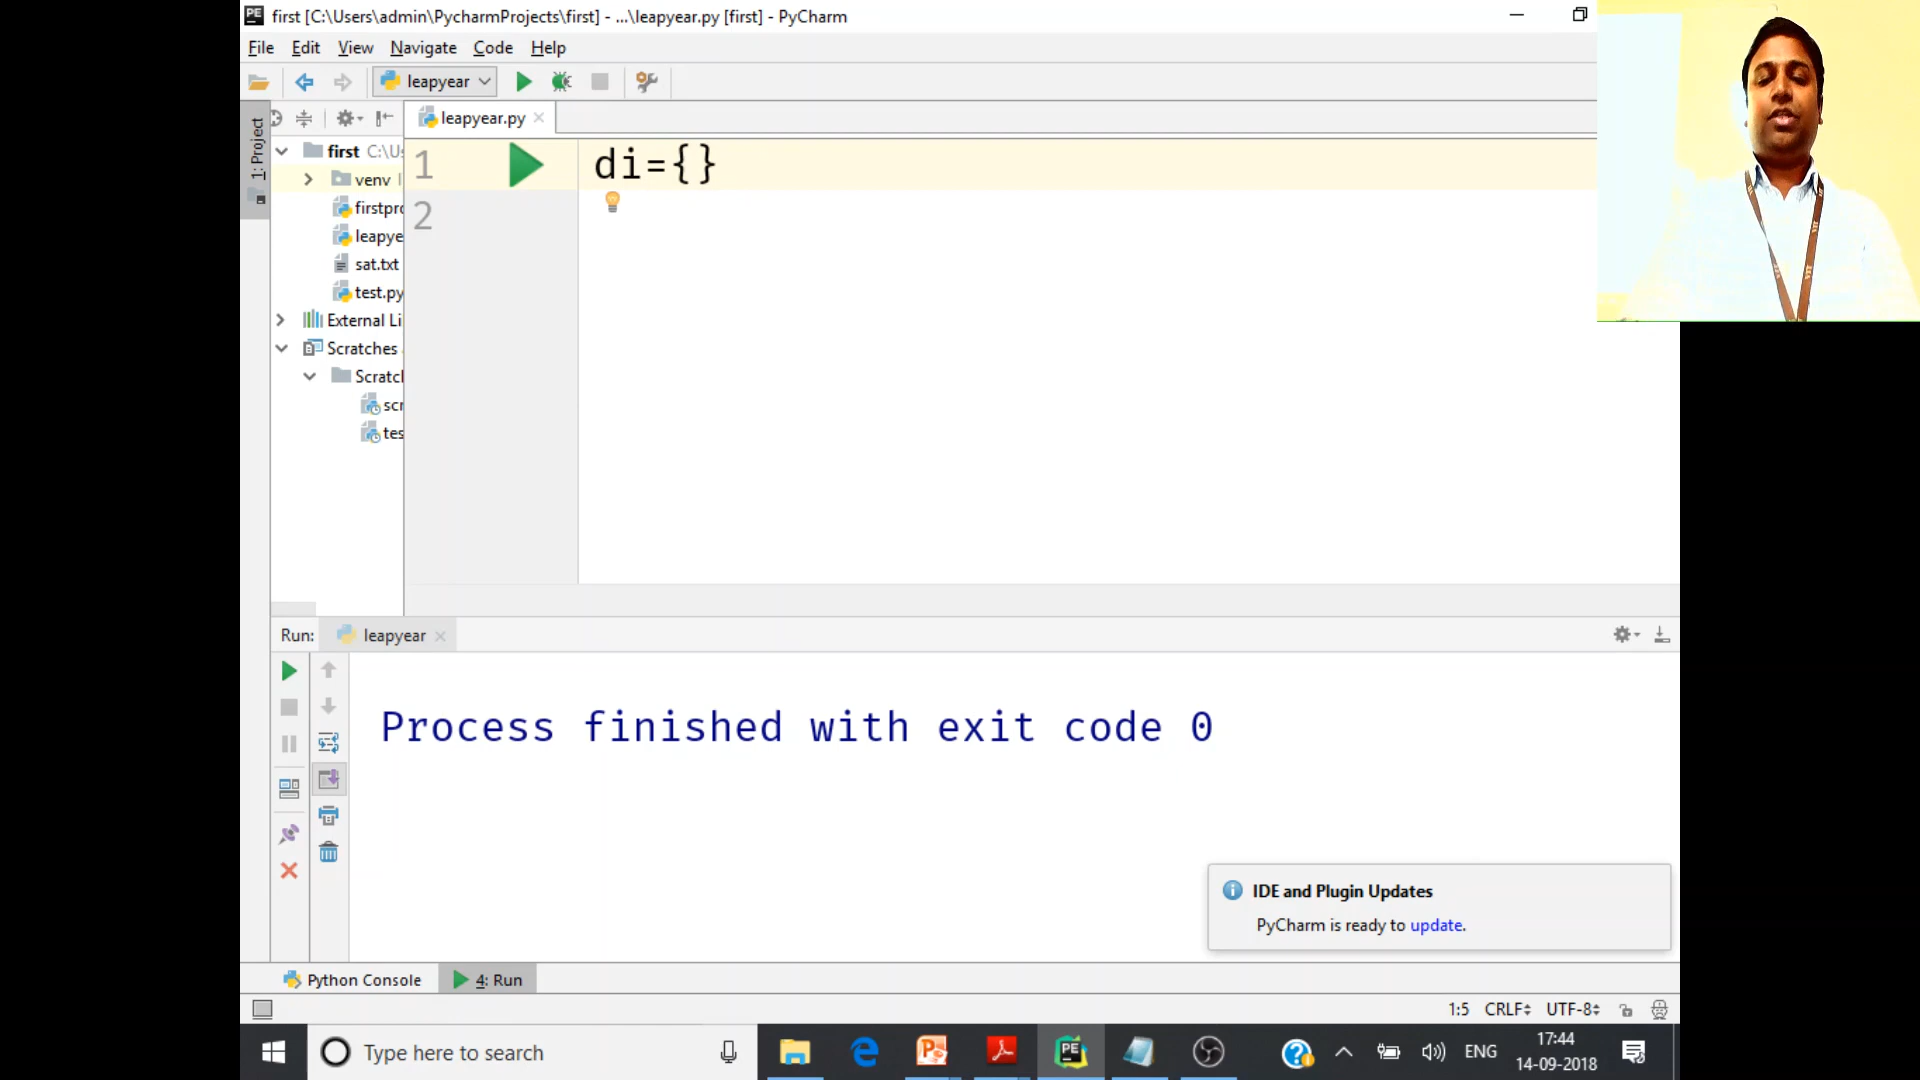 first [C:\Users\admin\PycharmProjects\first] - ...\leapyear.py [first] - PyCharm
File Edit View Navigate Code Help
leapyear
1: Project
leapyear.py
first C:\U
venv
firstpr
leapye
sat.txt
test.py
External Li
Scratches
Scratch
scr
tes
1 di={}
2
Run: leapyear
Process finished with exit code 0
IDE and Plugin Updates
PyCharm is ready to update.
Python Console 4: Run
1:5 CRLF UTF-8
Type here to search
ENG
17:44
14-09-2018